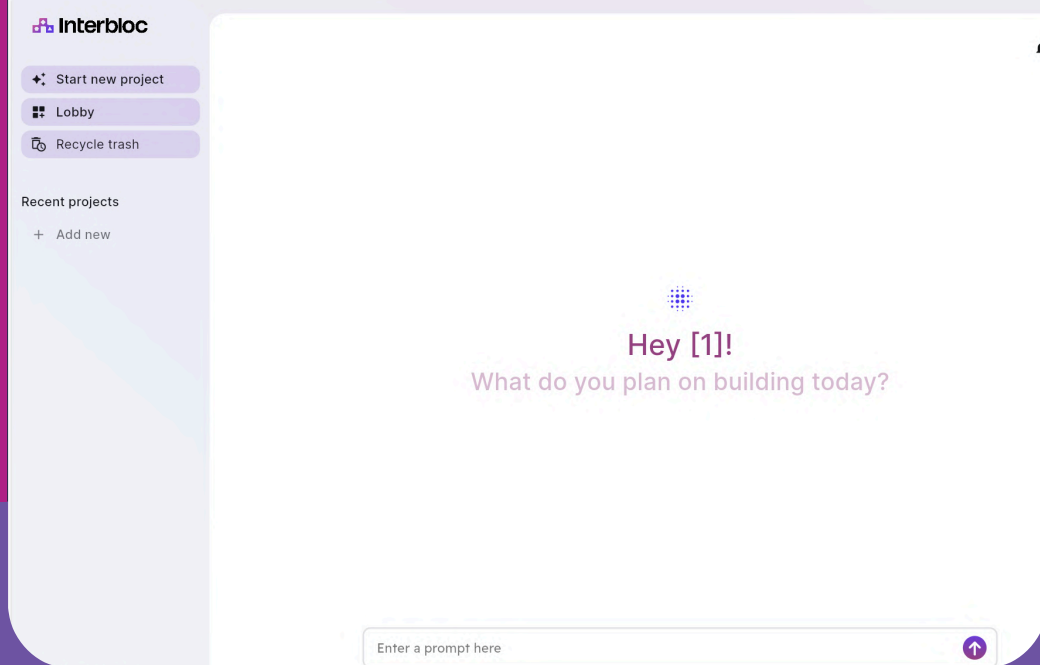 Interbloc
Start new project
Lobby
Recycle trash
Recent projects
+ Add new
Hey [1]!
What do you plan on building today?
Enter a prompt here